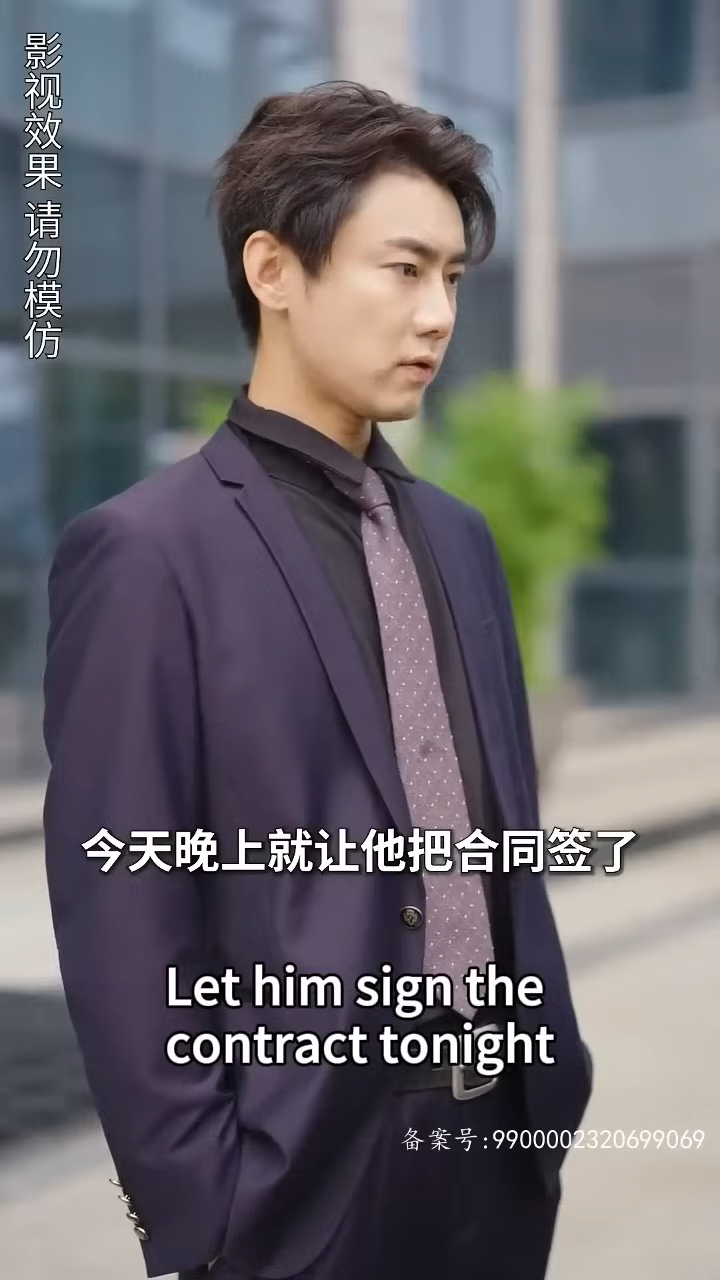 影视效果 请勿模仿
今天晚上就让他把合同签了
Let him sign the
contract tonight
备案号:9900002320699069